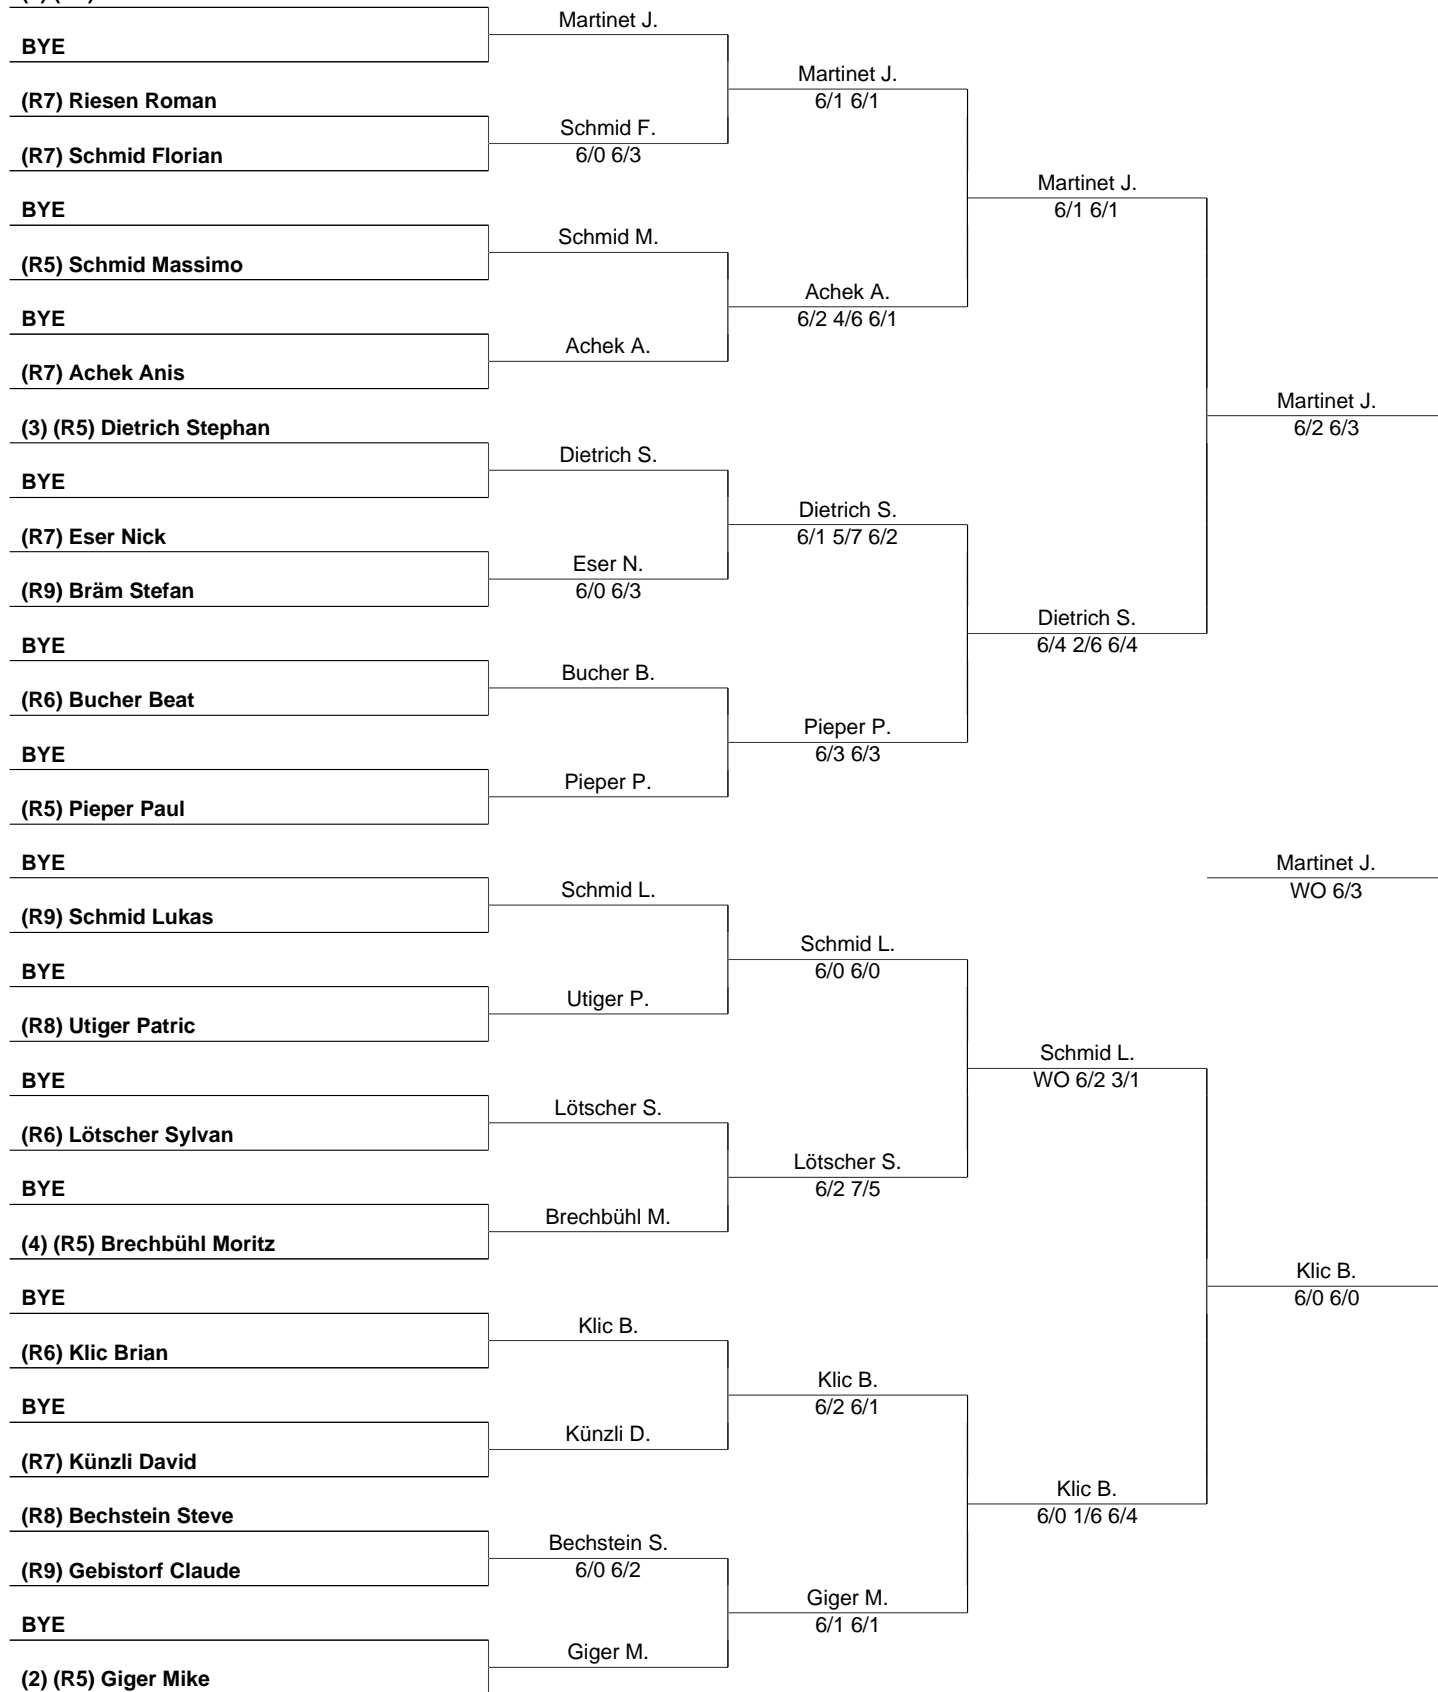 BYE
(R7) Riesen Roman
(R7) Schmid Florian
BYE
(R5) Schmid Massimo
BYE
(R7) Achek Anis
(3) (R5) Dietrich Stephan
BYE
(R7) Eser Nick
(R9) Bräm Stefan
BYE
(R6) Bucher Beat
BYE
(R5) Pieper Paul
BYE
(R9) Schmid Lukas
BYE
(R8) Utiger Patric
BYE
(R6) Lötscher Sylvan
BYE
(4) (R5) Brechbühl Moritz
BYE
(R6) Klic Brian
BYE
(R7) Künzli David
(R8) Bechstein Steve
(R9) Gebistorf Claude
BYE
(2) (R5) Giger Mike
Martinet J.
Schmid F.
6/0 6/3
Schmid M.
Achek A.
Dietrich S.
Eser N.
6/0 6/3
Bucher B.
Pieper P.
Schmid L.
Utiger P.
Lötscher S.
Brechbühl M.
Klic B.
Künzli D.
Bechstein S.
6/0 6/2
Giger M.
Martinet J.
6/1 6/1
Achek A.
6/2 4/6 6/1
Dietrich S.
6/1 5/7 6/2
Pieper P.
6/3 6/3
Schmid L.
6/0 6/0
Lötscher S.
6/2 7/5
Klic B.
6/2 6/1
Giger M.
6/1 6/1
Martinet J.
6/1 6/1
Dietrich S.
6/4 2/6 6/4
Schmid L.
WO 6/2 3/1
Klic B.
6/0 1/6 6/4
Martinet J.
6/2 6/3
Martinet J.
WO 6/3
Klic B.
6/0 6/0